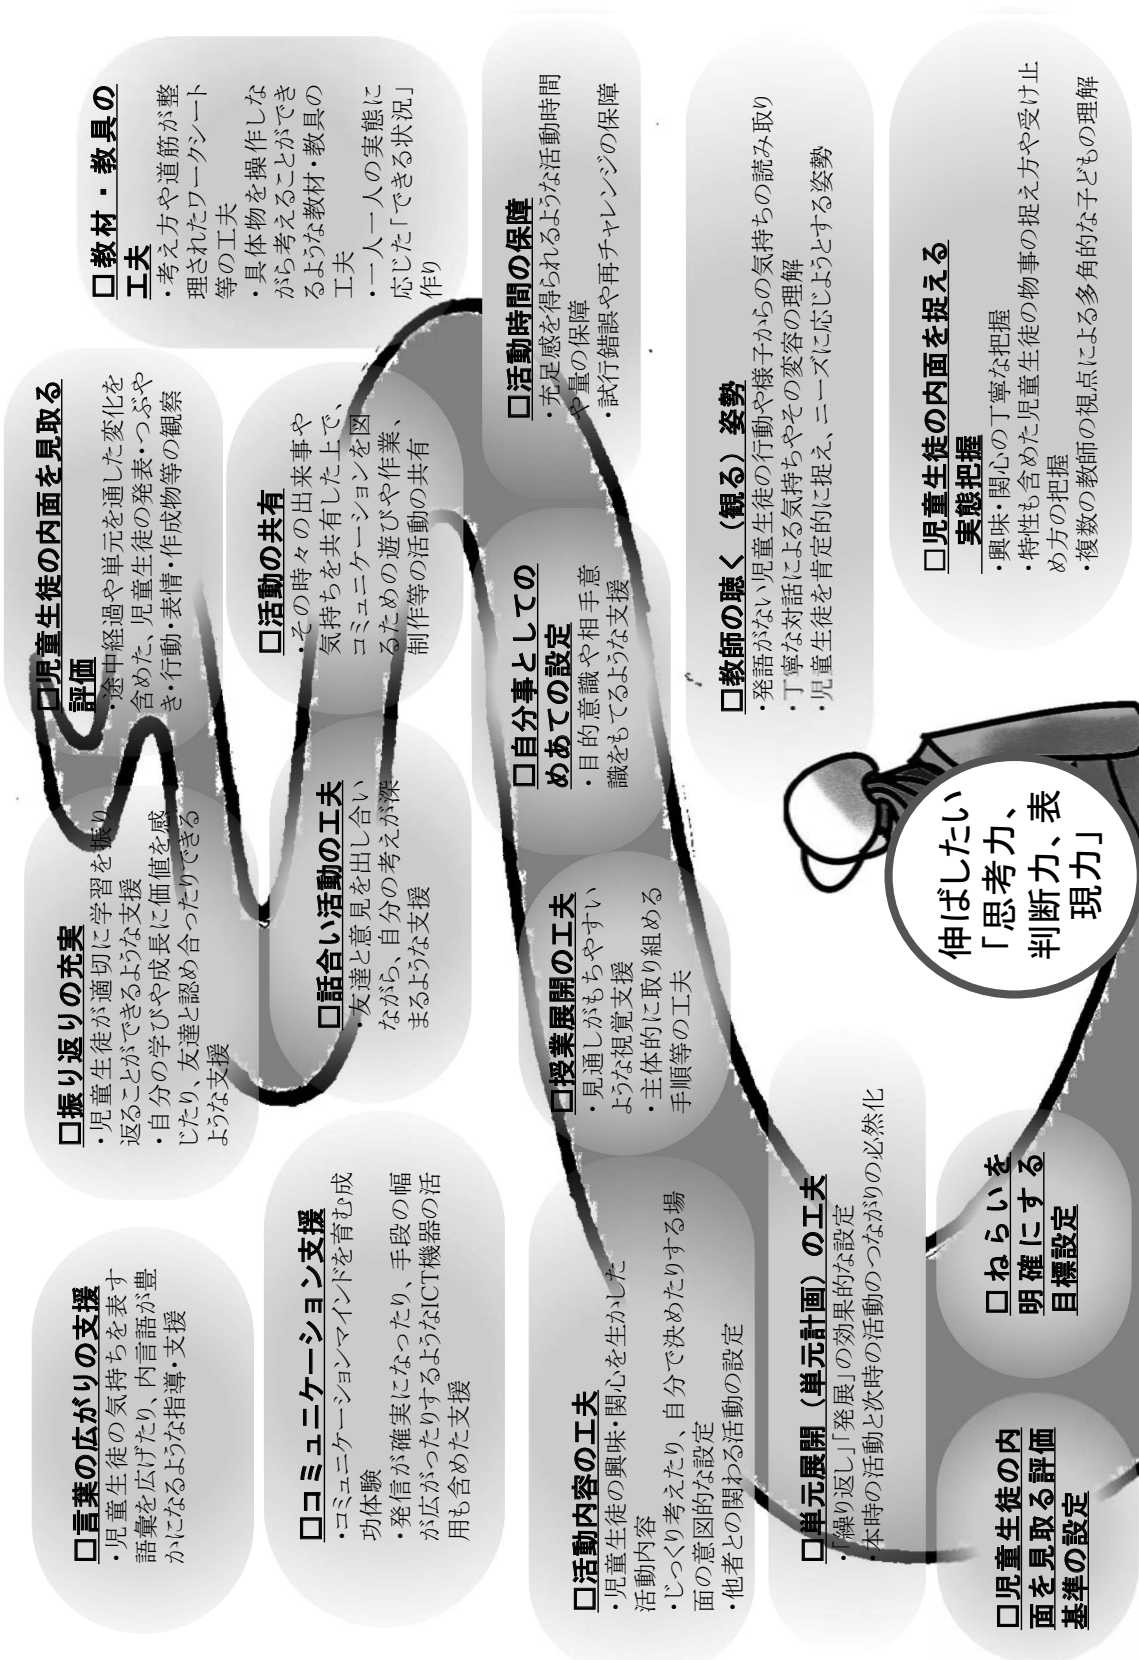 □言葉の広がりの支援
・児童生徒の気持ちを表す
語彙を広げたり、内言語が豊
かになるような指導・支援
□振り返りの充実
・児童生徒が適切に学習を振り
返ることができるような支援
・自分の学びや成長に価値を感
じたり、友達と認め合ったりできる
ような支援
□児童生徒の内面を見取る
評価
・途中経過や単元を通した変化を
含めた、児童生徒の発表・つぶや
き・行動・表情・作成物等の観察
□教材・教具の
工夫
・考え方や道筋が整
理されたワークシート
等の工夫
・具体物を操作しな
がら考えることができ
るような教材・教具の
工夫
・一人一人の実態に
応じた「できる状況」
作り
□コミュニケーション支援
・コミュニケーションマインドを育む成
功体験
・発信が確実になったり、手段の幅
が広がったりするようなICT機器の活
用も含めた支援
□話合い活動の工夫
・友達と意見を出し合い
ながら、自分の考えが深
まるような支援
□活動の共有
・その時々の出来事や
気持ちを共有した上で、
コミュニケーションを図
るための遊びや作業、
制作等の活動の共有
□活動内容の工夫
・児童生徒の興味・関心を生かした
活動内容
・じっくり考えたり、自分で決めたりする場
面の意図的な設定
・他者との関わる活動の設定
□授業展開の工夫
・見通しがもちやすい
ような視覚支援
・主体的に取り組める
手順等の工夫
□自分事としての
めあての設定
・目的意識や相手意
識をもてるような支援
□活動時間の保障
・充足感を得られるような活動時間
や量の保障
・試行錯誤や再チャレンジの保障
□単元展開（単元計画）の工夫
・「繰り返し」「発展」の効果的な設定
・本時の活動と次時の活動のつながりの必然化
□教師の聴く（観る）姿勢
・発語がない児童生徒の行動や様子からの気持ちの読み取り
・丁寧な対話による気持ちやその変容の理解
・児童生徒を肯定的に捉え、ニーズに応じようとする姿勢
□児童生徒の内
面を見取る評価
基準の設定
□ねらいを
明確にする
目標設定
伸ばしたい
「思考力、
判断力、表
現力」
□児童生徒の内面を捉える
実態把握
・興味・関心の丁寧な把握
・特性も含めた児童生徒の物事の捉え方や受け止
め方の把握
・複数の教師の視点による多角的な子どもの理解